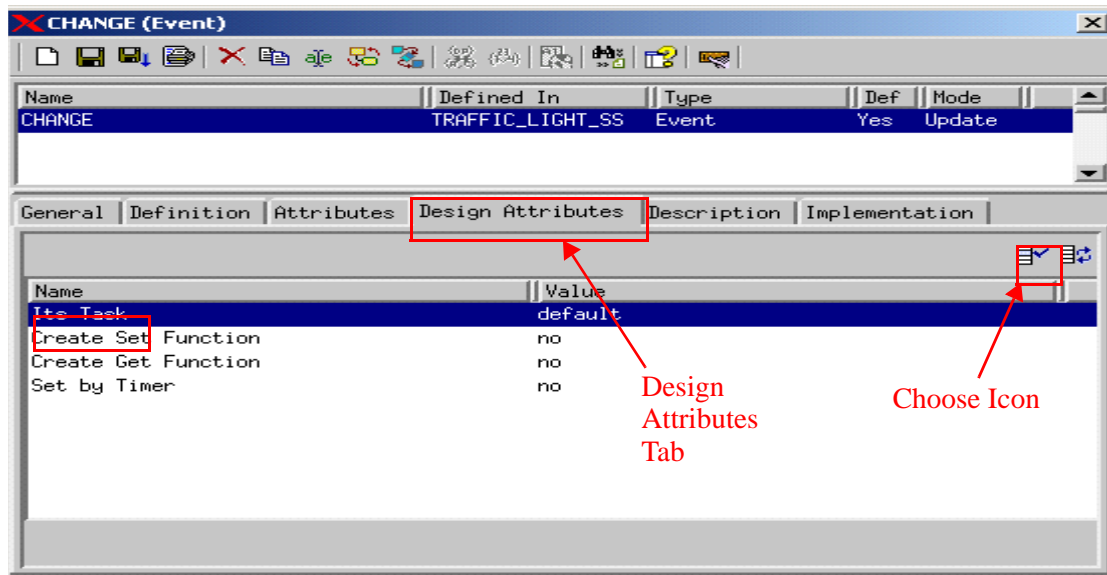 CHANGE (Event)
Name Defined In Type Def Mode
CHANGE TRAFFIC_LIGHT_SS Event Yes Update
General Definition Attributes Design Attributes Description Implementation
Name Value
Its Task default
Create Set Function no
Create Get Function no
Set by Timer no
Design
Attributes
Tab
Choose Icon